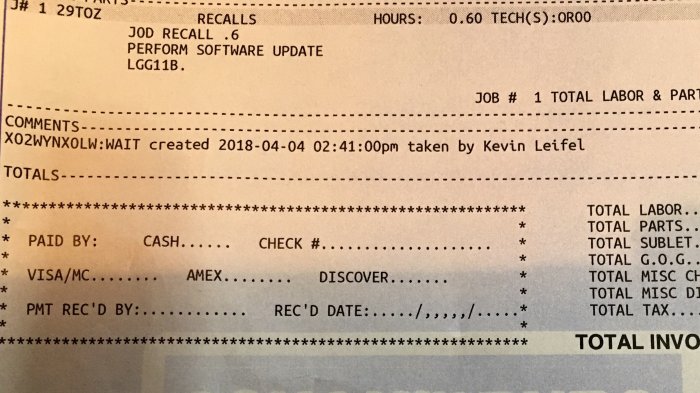 J# 1 29TOZ RECALLS HOURS: 0.60 TECH(S):OR00
JOD RECALL .6
PERFORM SOFTWARE UPDATE
LGG11B.
JOB # 1 TOTAL LABOR & PART
COMMENTS
XO2WYNXOLW:WAIT created 2018-04-04 02:41:00pm taken by Kevin Leifel
TOTALS
PAID BY: CASH...... CHECK #...................
VISA/MC........ AMEX........ DISCOVER.......
PMT REC'D BY:............ REC'D DATE:...../,,,,,/.....
TOTAL LABOR..
TOTAL PARTS..
TOTAL SUBLET.
TOTAL G.O.G..
TOTAL MISC CH
TOTAL MISC DI
TOTAL TAX....
TOTAL INVO